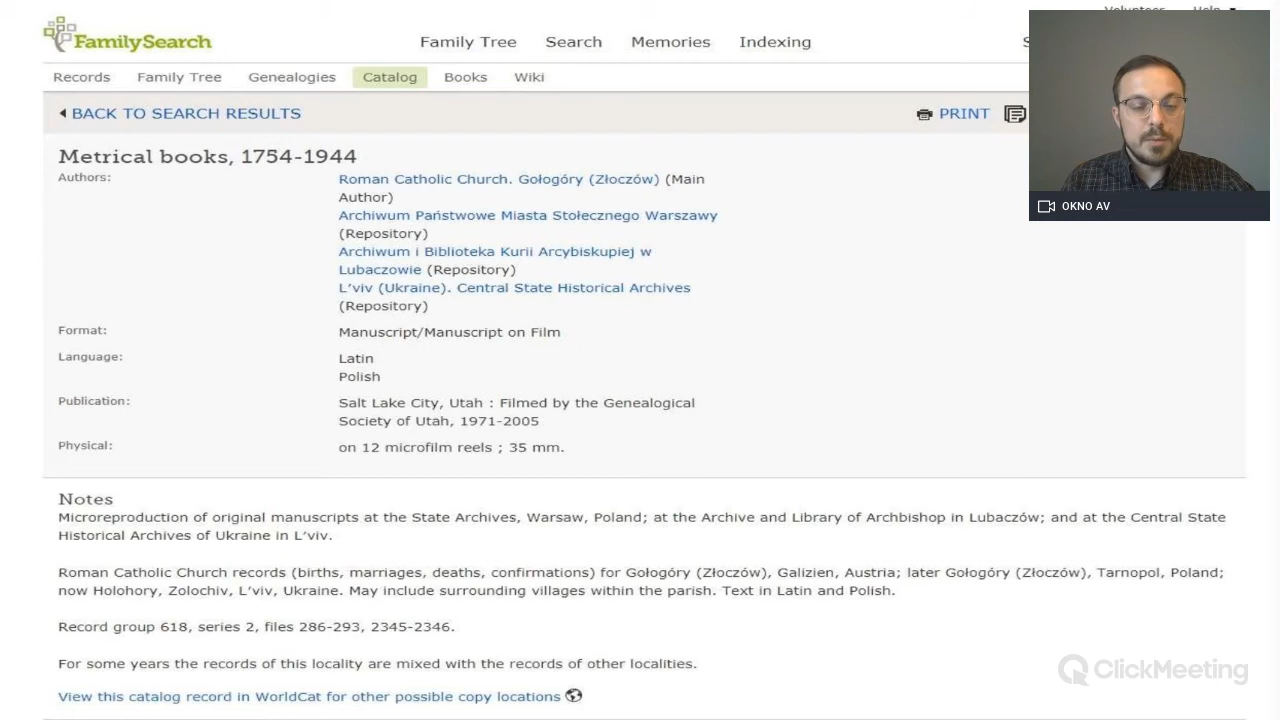 Volunteer Help
FamilySearch
Family Tree Search Memories Indexing S
Records Family Tree Genealogies Catalog Books Wiki
BACK TO SEARCH RESULTS
PRINT
OKNO AV
Metrical books, 1754-1944
Authors:
Roman Catholic Church. Gołogóry (Złoczów) (Main
Author)
Archiwum Państwowe Miasta Stołecznego Warszawy
(Repository)
Archiwum i Biblioteka Kurii Arcybiskupiej w
Lubaczowie (Repository)
L'viv (Ukraine). Central State Historical Archives
(Repository)
Format:
Manuscript/Manuscript on Film
Language:
Latin
Polish
Publication:
Salt Lake City, Utah : Filmed by the Genealogical
Society of Utah, 1971-2005
Physical:
on 12 microfilm reels ; 35 mm.
Notes
Microreproduction of original manuscripts at the State Archives, Warsaw, Poland; at the Archive and Library of Archbishop in Lubaczów; and at the Central State
Historical Archives of Ukraine in L'viv.
Roman Catholic Church records (births, marriages, deaths, confirmations) for Gołogóry (Złoczów), Galizien, Austria; later Gołogóry (Złoczów), Tarnopol, Poland;
now Holohory, Zolochiv, L'viv, Ukraine. May include surrounding villages within the parish. Text in Latin and Polish.
Record group 618, series 2, files 286-293, 2345-2346.
For some years the records of this locality are mixed with the records of other localities.
View this catalog record in WorldCat for other possible copy locations
ClickMeeting